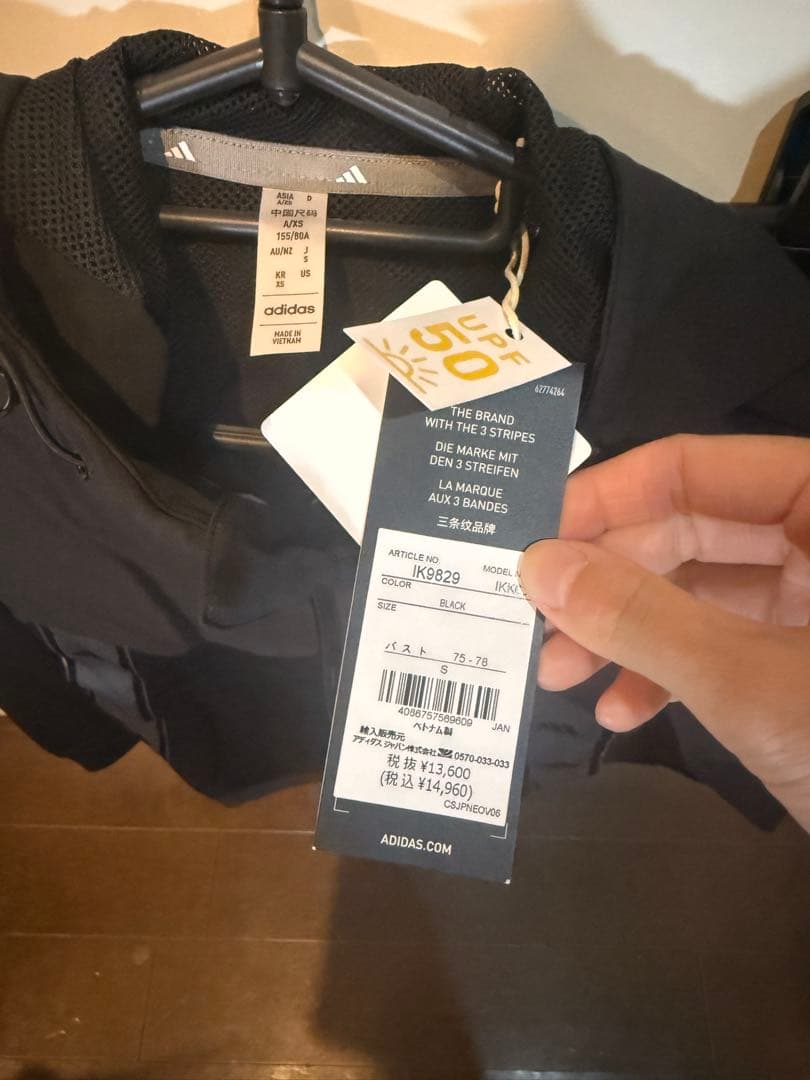 ASIA D
A/XS
中国尺码
A/XS
155/80A
AU/NZ J
S
KR US
XS
adidas
MADE IN
VIETNAM
UPF
50
62774264
THE BRAND
WITH THE 3 STRIPES
DIE MARKE MIT
DEN 3 STREIFEN
LA MARQUE
AUX 3 BANDES
三条纹品牌
ARTICLE NO. MODEL
IK9829
COLOR
BLACK
SIZE
バスト 75-78
S
4066757569609 JAN
ベトナム製
輸入販売元
アディダス ジャパン株式会社 0570-033-033
税抜 ¥13,600
(税込 ¥14,960)
CSJPNEOV06
ADIDAS.COM